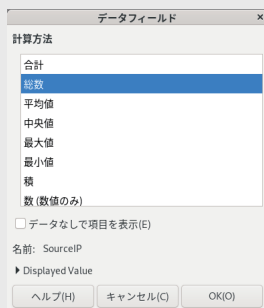 データフィールド ×
計算方法
合計
総数
平均値
中央値
最大値
最小値
積
数 (数値のみ)
データなしで項目を表示(E)
名前: SourceIP
Displayed Value
ヘルプ(H) キャンセル(C) OK(O)